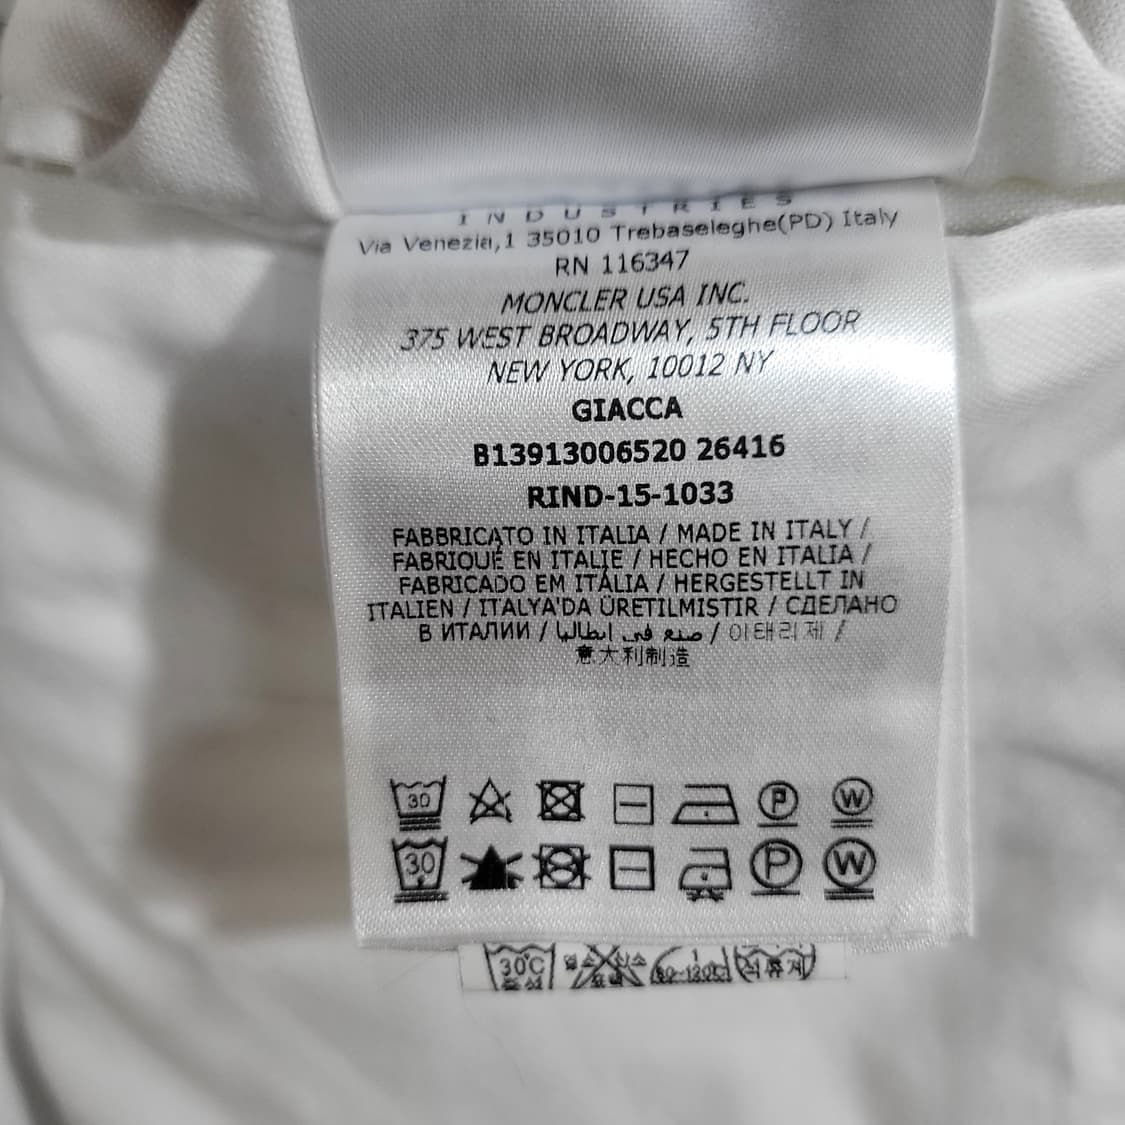 INDUSTRIES
Via Venezia,1 35010 Trebaseleghe(PD) Italy
RN 116347
MONCLER USA INC.
375 WEST BROADWAY, 5TH FLOOR
NEW YORK, 10012 NY
GIACCA
B13913006520 26416
RIND-15-1033
FABBRICATO IN ITALIA / MADE IN ITALY /
FABRIQUÉ EN ITALIE / HECHO EN ITALIA /
FABRICADO EM ITÁLIA / HERGESTELLT IN
ITALIEN / ITALYA'DA ÜRETILMIŞTIR / СДЕЛАНО
В ИТАЛИИ / صنع في ايطاليا / 이태리제 /
意大利制造
30 P W
30 P W
30℃
중성